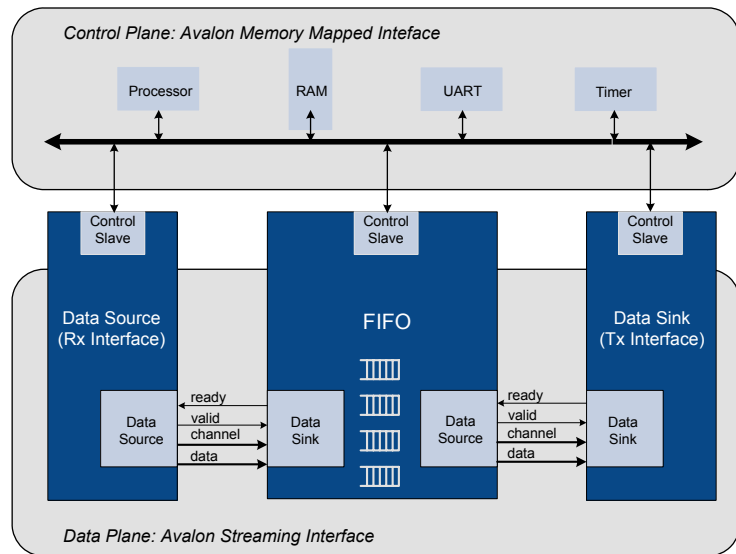 Control Plane: Avalon Memory Mapped Inteface
Processor
RAM
UART
Timer
Control
Slave
Control
Slave
Control
Slave
Data Source
(Rx Interface)
FIFO
Data Sink
(Tx Interface)
Data
Source
ready
valid
channel
data
Data
Sink
Data
Source
ready
valid
channel
data
Data
Sink
Data Plane: Avalon Streaming Interface